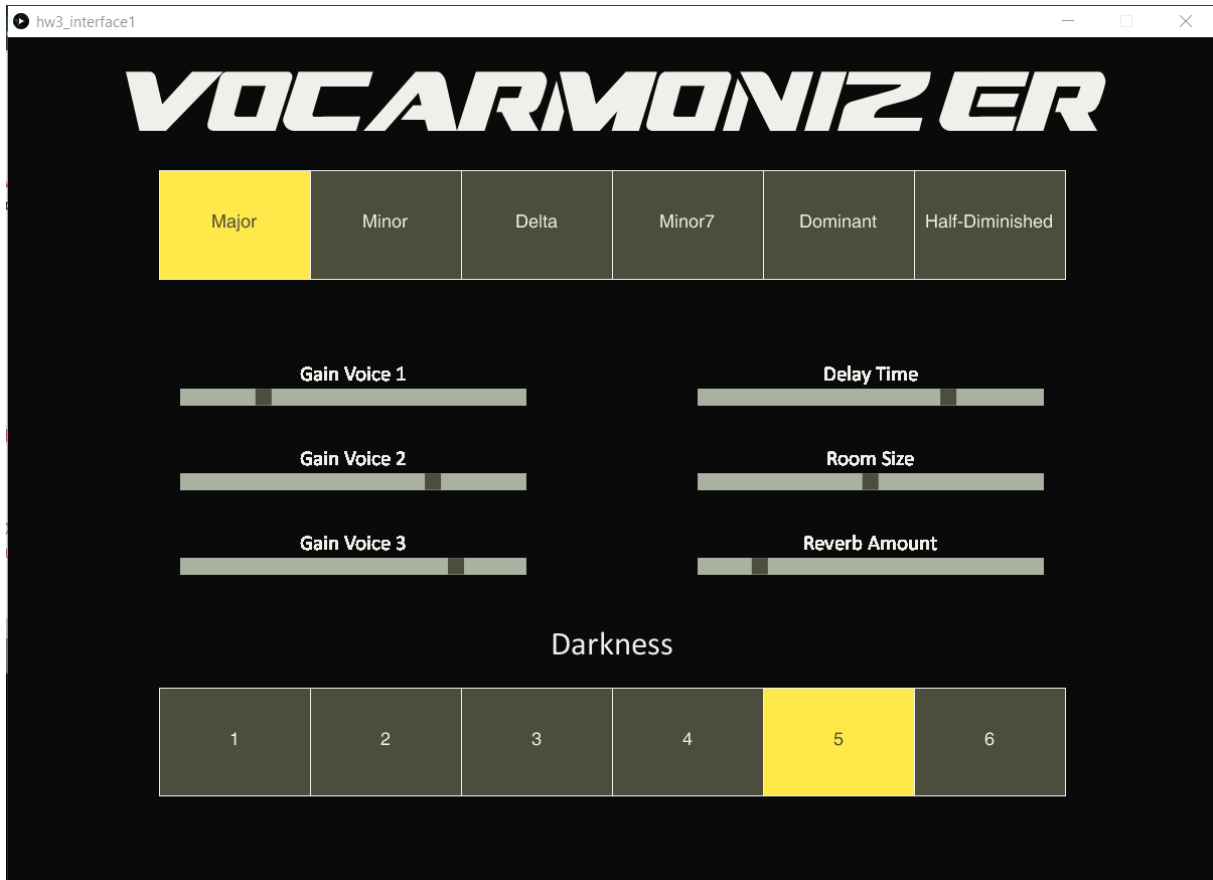 hw3_interface1
VOCARMONIZER
Major Minor Delta Minor7 Dominant Half-Diminished
Gain Voice 1 Delay Time
Gain Voice 2 Room Size
Gain Voice 3 Reverb Amount
Darkness
1 2 3 4 5 6